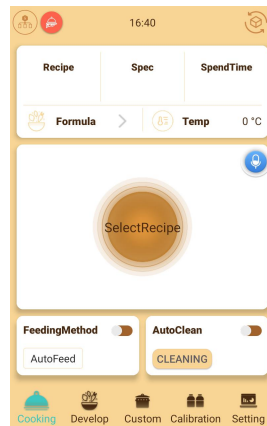 16:40
Recipe Spec SpendTime
Formula Temp 0 °C
SelectRecipe
FeedingMethod AutoClean
AutoFeed CLEANING
Cooking Develop Custom Calibration Setting